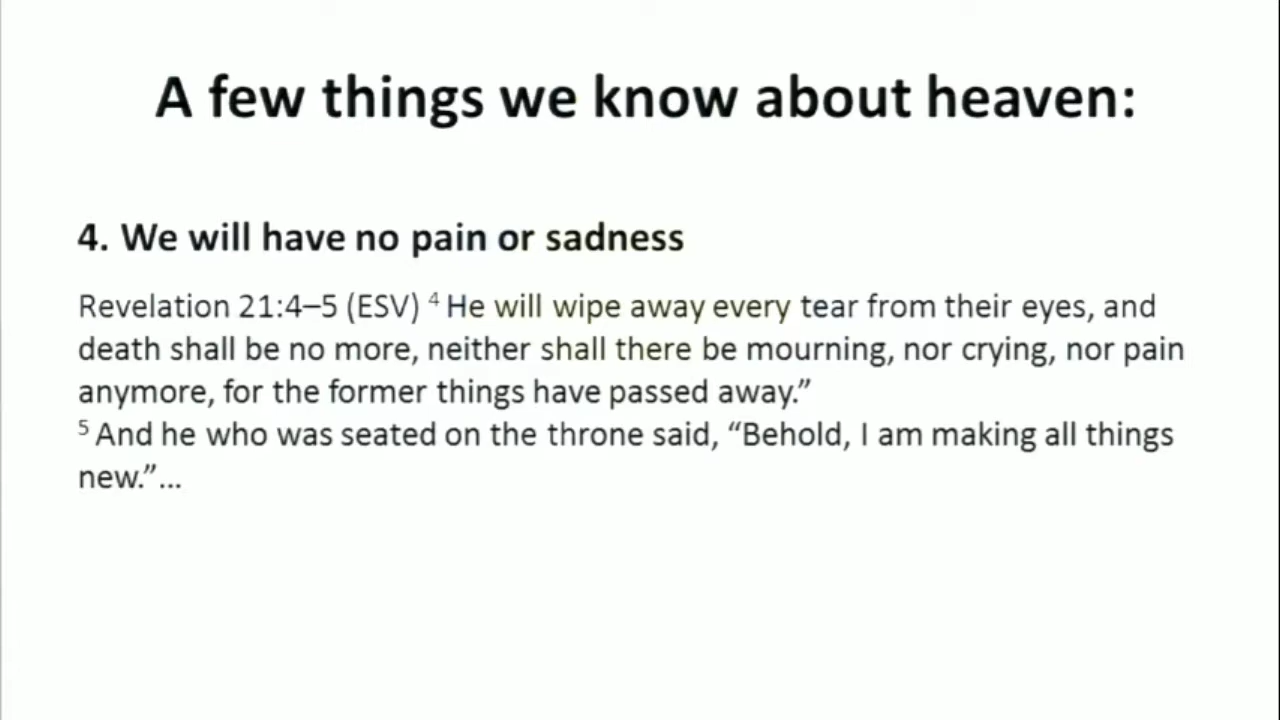 A few things we know about heaven:
4. We will have no pain or sadness
Revelation 21:4–5 (ESV) ⁴ He will wipe away every tear from their eyes, and
death shall be no more, neither shall there be mourning, nor crying, nor pain
anymore, for the former things have passed away.”
⁵ And he who was seated on the throne said, “Behold, I am making all things
new.”...